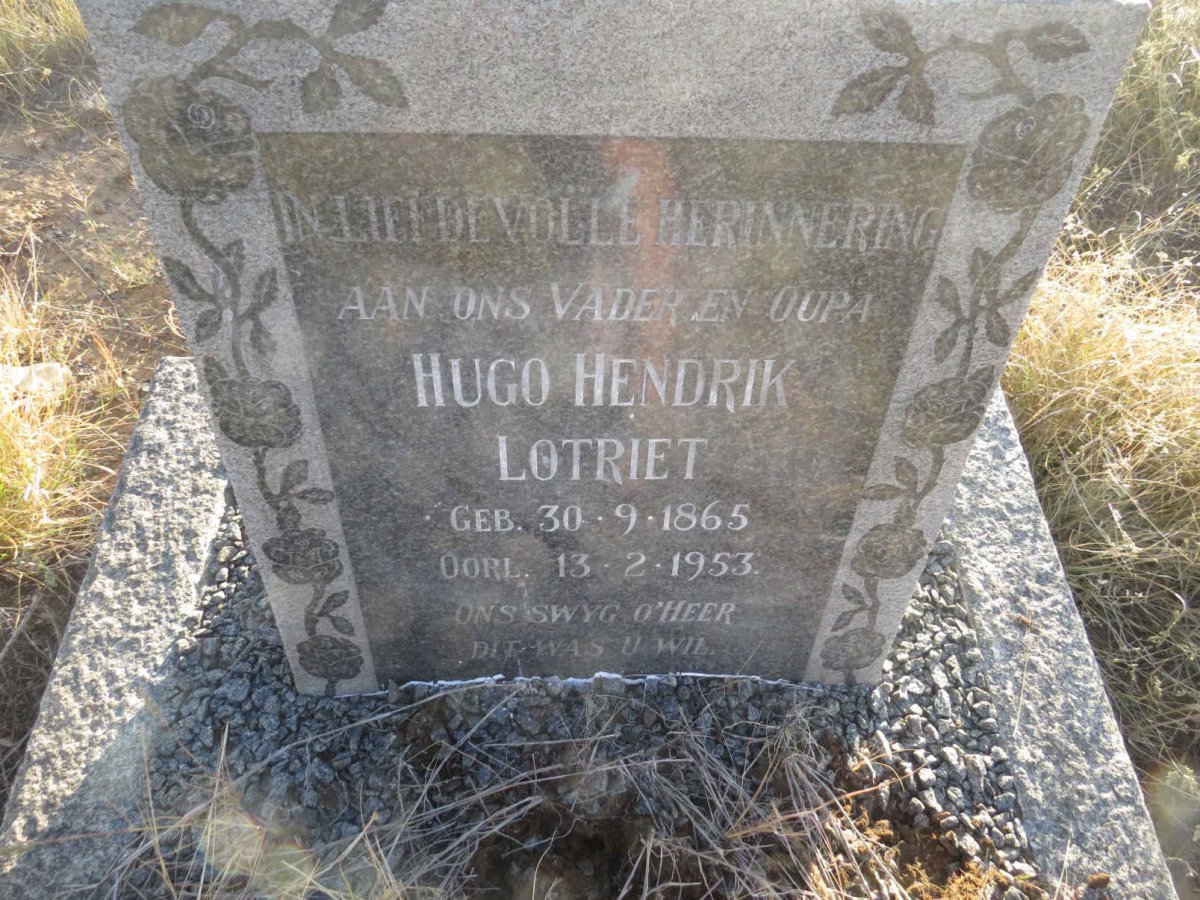 IN LIEFDEVOLLE HERINNERING
AAN ONS VADER EN OUPA
HUGO HENDRIK
LOTRIET
GEB. 30·9·1865
OORL. 13·2·1953.
ONS SWYG O'HEER
DIT WAS U WIL.